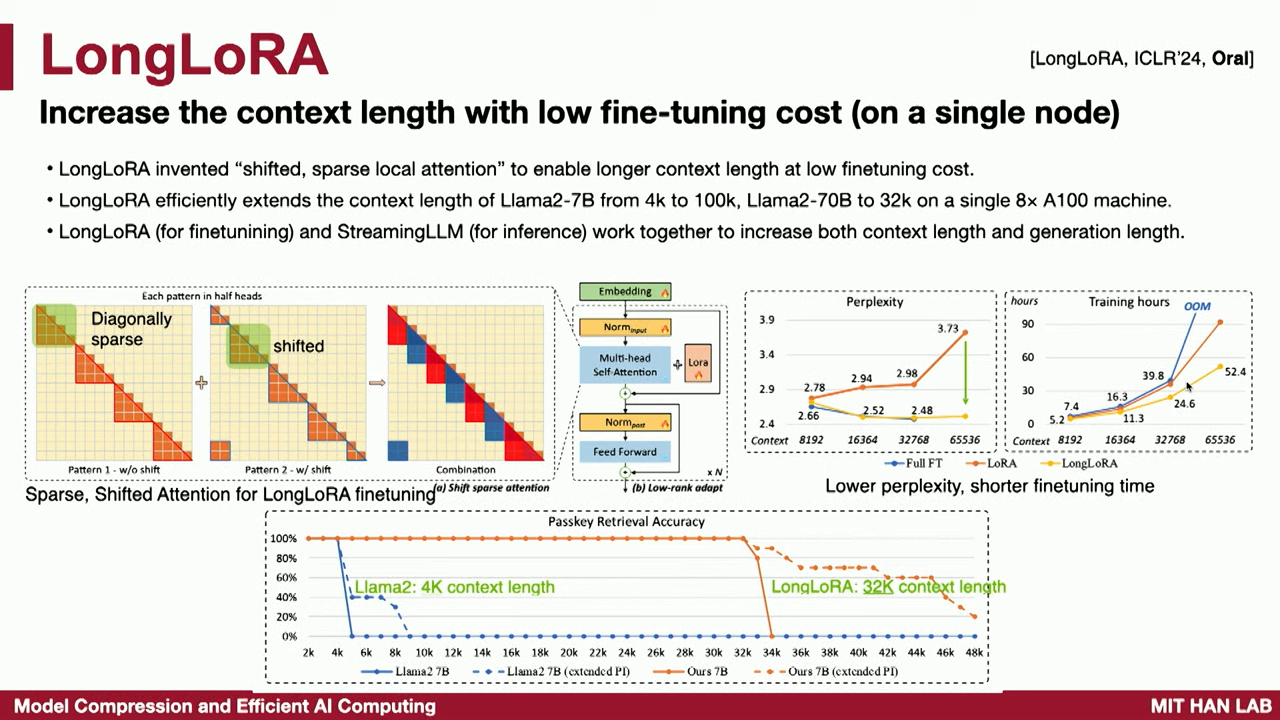 LongLoRA
[LongLoRA, ICLR'24, Oral]
Increase the context length with low fine-tuning cost (on a single node)
• LongLoRA invented “shifted, sparse local attention” to enable longer context length at low finetuning cost.
• LongLoRA efficiently extends the context length of Llama2-7B from 4k to 100k, Llama2-70B to 32k on a single 8× A100 machine.
• LongLoRA (for finetunining) and StreamingLLM (for inference) work together to increase both context length and generation length.
Each pattern in half heads
Diagonally
sparse
shifted
Pattern 1 - w/o shift
Pattern 2 - w/ shift
Combination
(a) Shift sparse attention
Embedding
Norm input
Multi-head
Self-Attention
Lora
Norm post
Feed Forward
x N
(b) Low-rank adapt
Sparse, Shifted Attention for LongLoRA finetuning
Perplexity
3.9
3.4
2.9
2.4
2.78
2.94
2.98
3.73
2.66
2.52
2.48
Context 8192 16364 32768 65536
hours
Training hours
OOM
90
60
30
0
5.2
7.4
16.3
11.3
39.8
24.6
52.4
Context 8192 16364 32768 65536
Full FT LoRA LongLoRA
Lower perplexity, shorter finetuning time
Passkey Retrieval Accuracy
100%
80%
60%
40%
20%
0%
Llama2: 4K context length
LongLoRA: 32K context length
2k 4k 6k 8k 10k 12k 14k 16k 18k 20k 22k 24k 26k 28k 30k 32k 34k 36k 38k 40k 42k 44k 46k 48k
Llama2 7B Llama2 7B (extended PI) Ours 7B Ours 7B (extended PI)
Model Compression and Efficient AI Computing
MIT HAN LAB